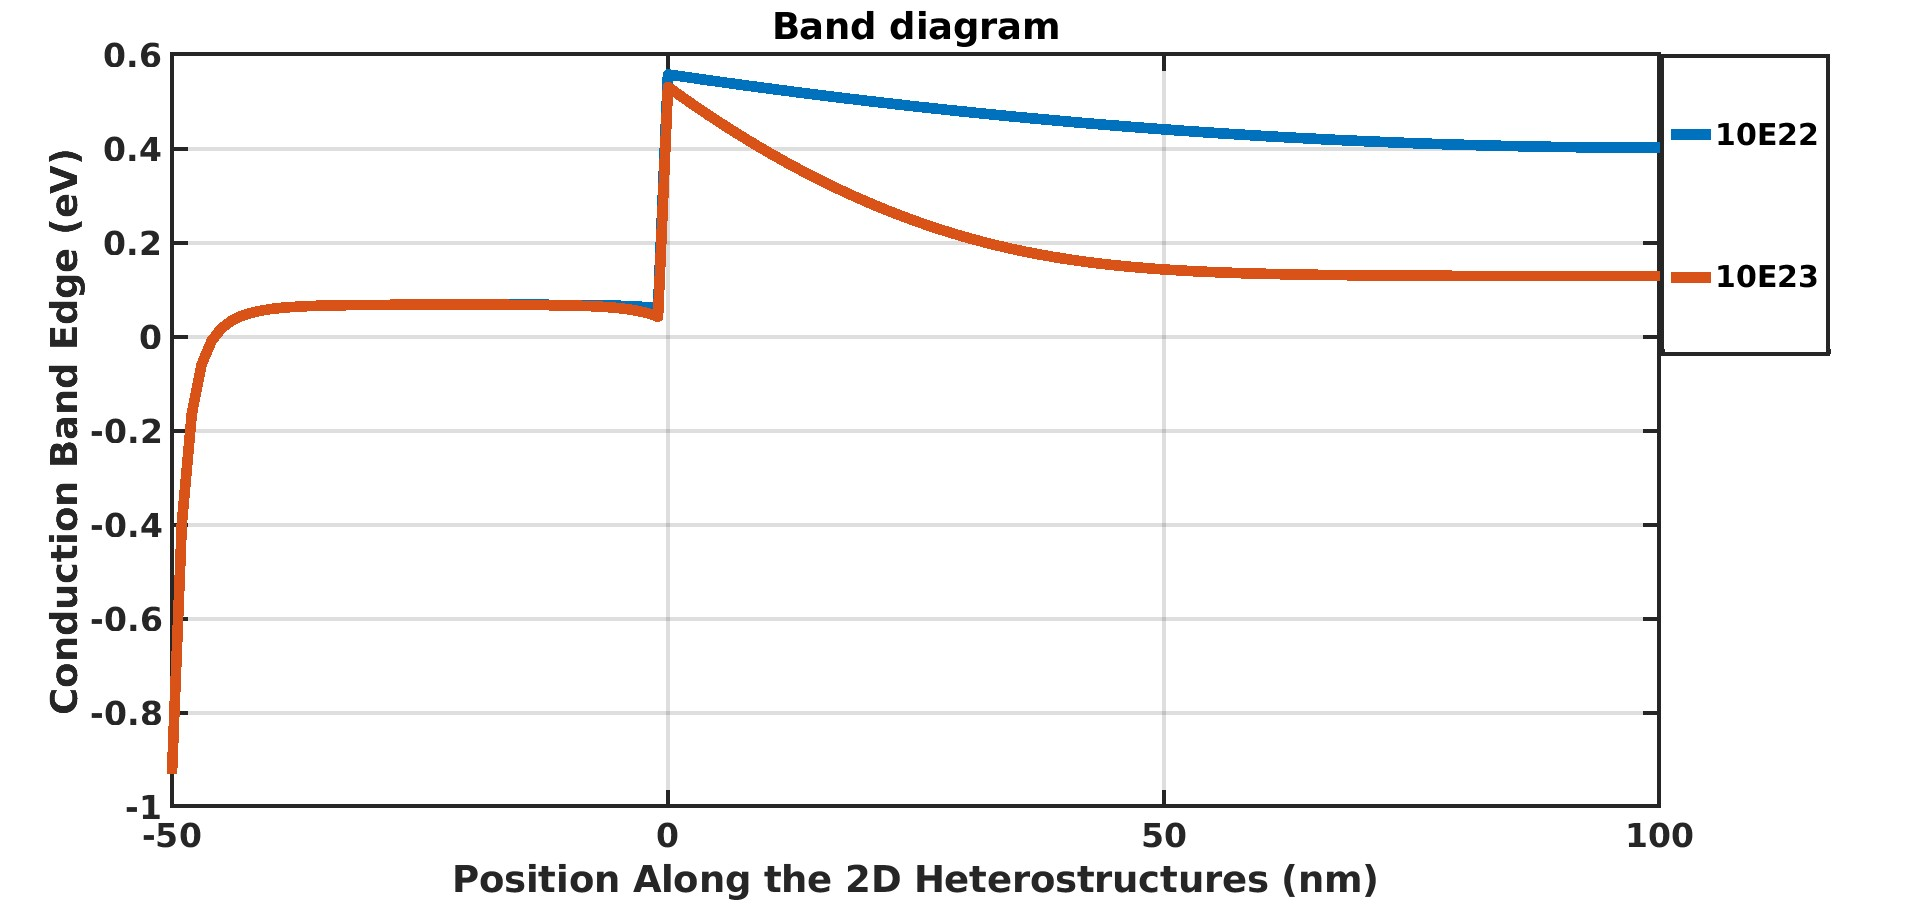 Band diagram
0.6
0.4
0.2
0
-0.2
-0.4
-0.6
-0.8
-1
Conduction Band Edge (eV)
-50 0 50 100
Position Along the 2D Heterostructures (nm)
10E22
10E23